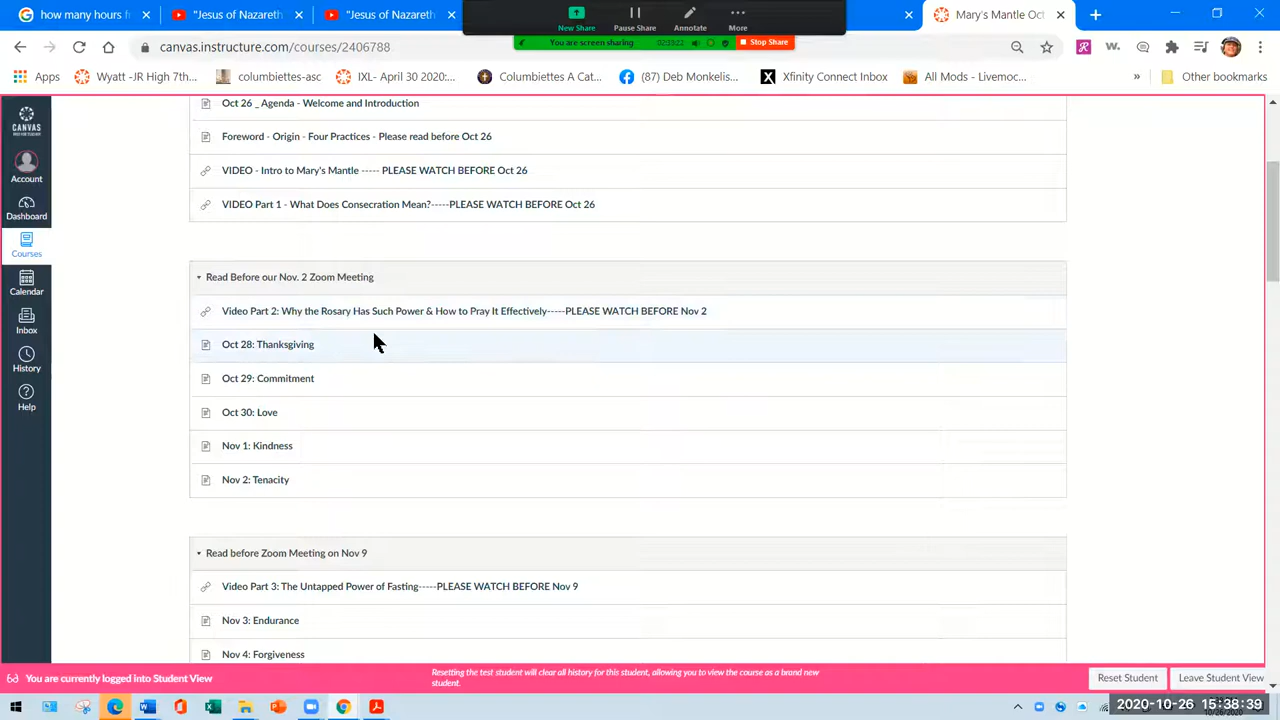 how many hours f
"Jesus of Nazareth
"Jesus of Nazareth
New Share
Pause Share
Annotate
More
You are screen sharing
Stop Share
Mary's Mantle Oct
canvas.instructure.com/courses/2406788
Apps
Wyatt -JR High 7th...
columbiettes-asc
IXL- April 30 2020:...
Columbiettes A Cat...
(87) Deb Monkelis...
Xfinity Connect Inbo...
All Mods - Livemoc...
Other bookmarks
CANVAS
Account
Dashboard
Courses
Calendar
Inbox
History
Help
Oct 26 _ Agenda - Welcome and Introduction
Foreword - Origin - Four Practices - Please read before Oct 26
VIDEO - Intro to Mary's Mantle ----- PLEASE WATCH BEFORE Oct 26
VIDEO Part 1 - What Does Consecration Mean?-----PLEASE WATCH BEFORE Oct 26
Read Before our Nov. 2 Zoom Meeting
Video Part 2: Why the Rosary Has Such Power & How to Pray It Effectively-----PLEASE WATCH BEFORE Nov 2
Oct 28: Thanksgiving
Oct 29: Commitment
Oct 30: Love
Nov 1: Kindness
Nov 2: Tenacity
Read before Zoom Meeting on Nov 9
Video Part 3: The Untapped Power of Fasting-----PLEASE WATCH BEFORE Nov 9
Nov 3: Endurance
Nov 4: Forgiveness
You are currently logged into Student View
Resetting the test student will clear all history for this student, allowing you to view the course as a brand new
student.
Reset Student
Leave Student View
2020-10-26 15:38:39